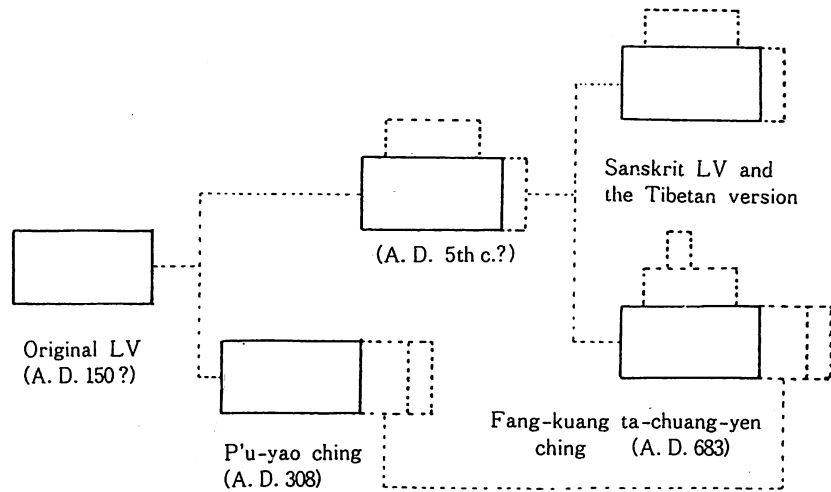 Sanskrit LV and
the Tibetan version
(A. D. 5th c.?)
Original LV
(A. D. 150?)
P'u-yao ching
(A. D. 308)
Fang-kuang ta-chuang-yen
ching (A. D. 683)